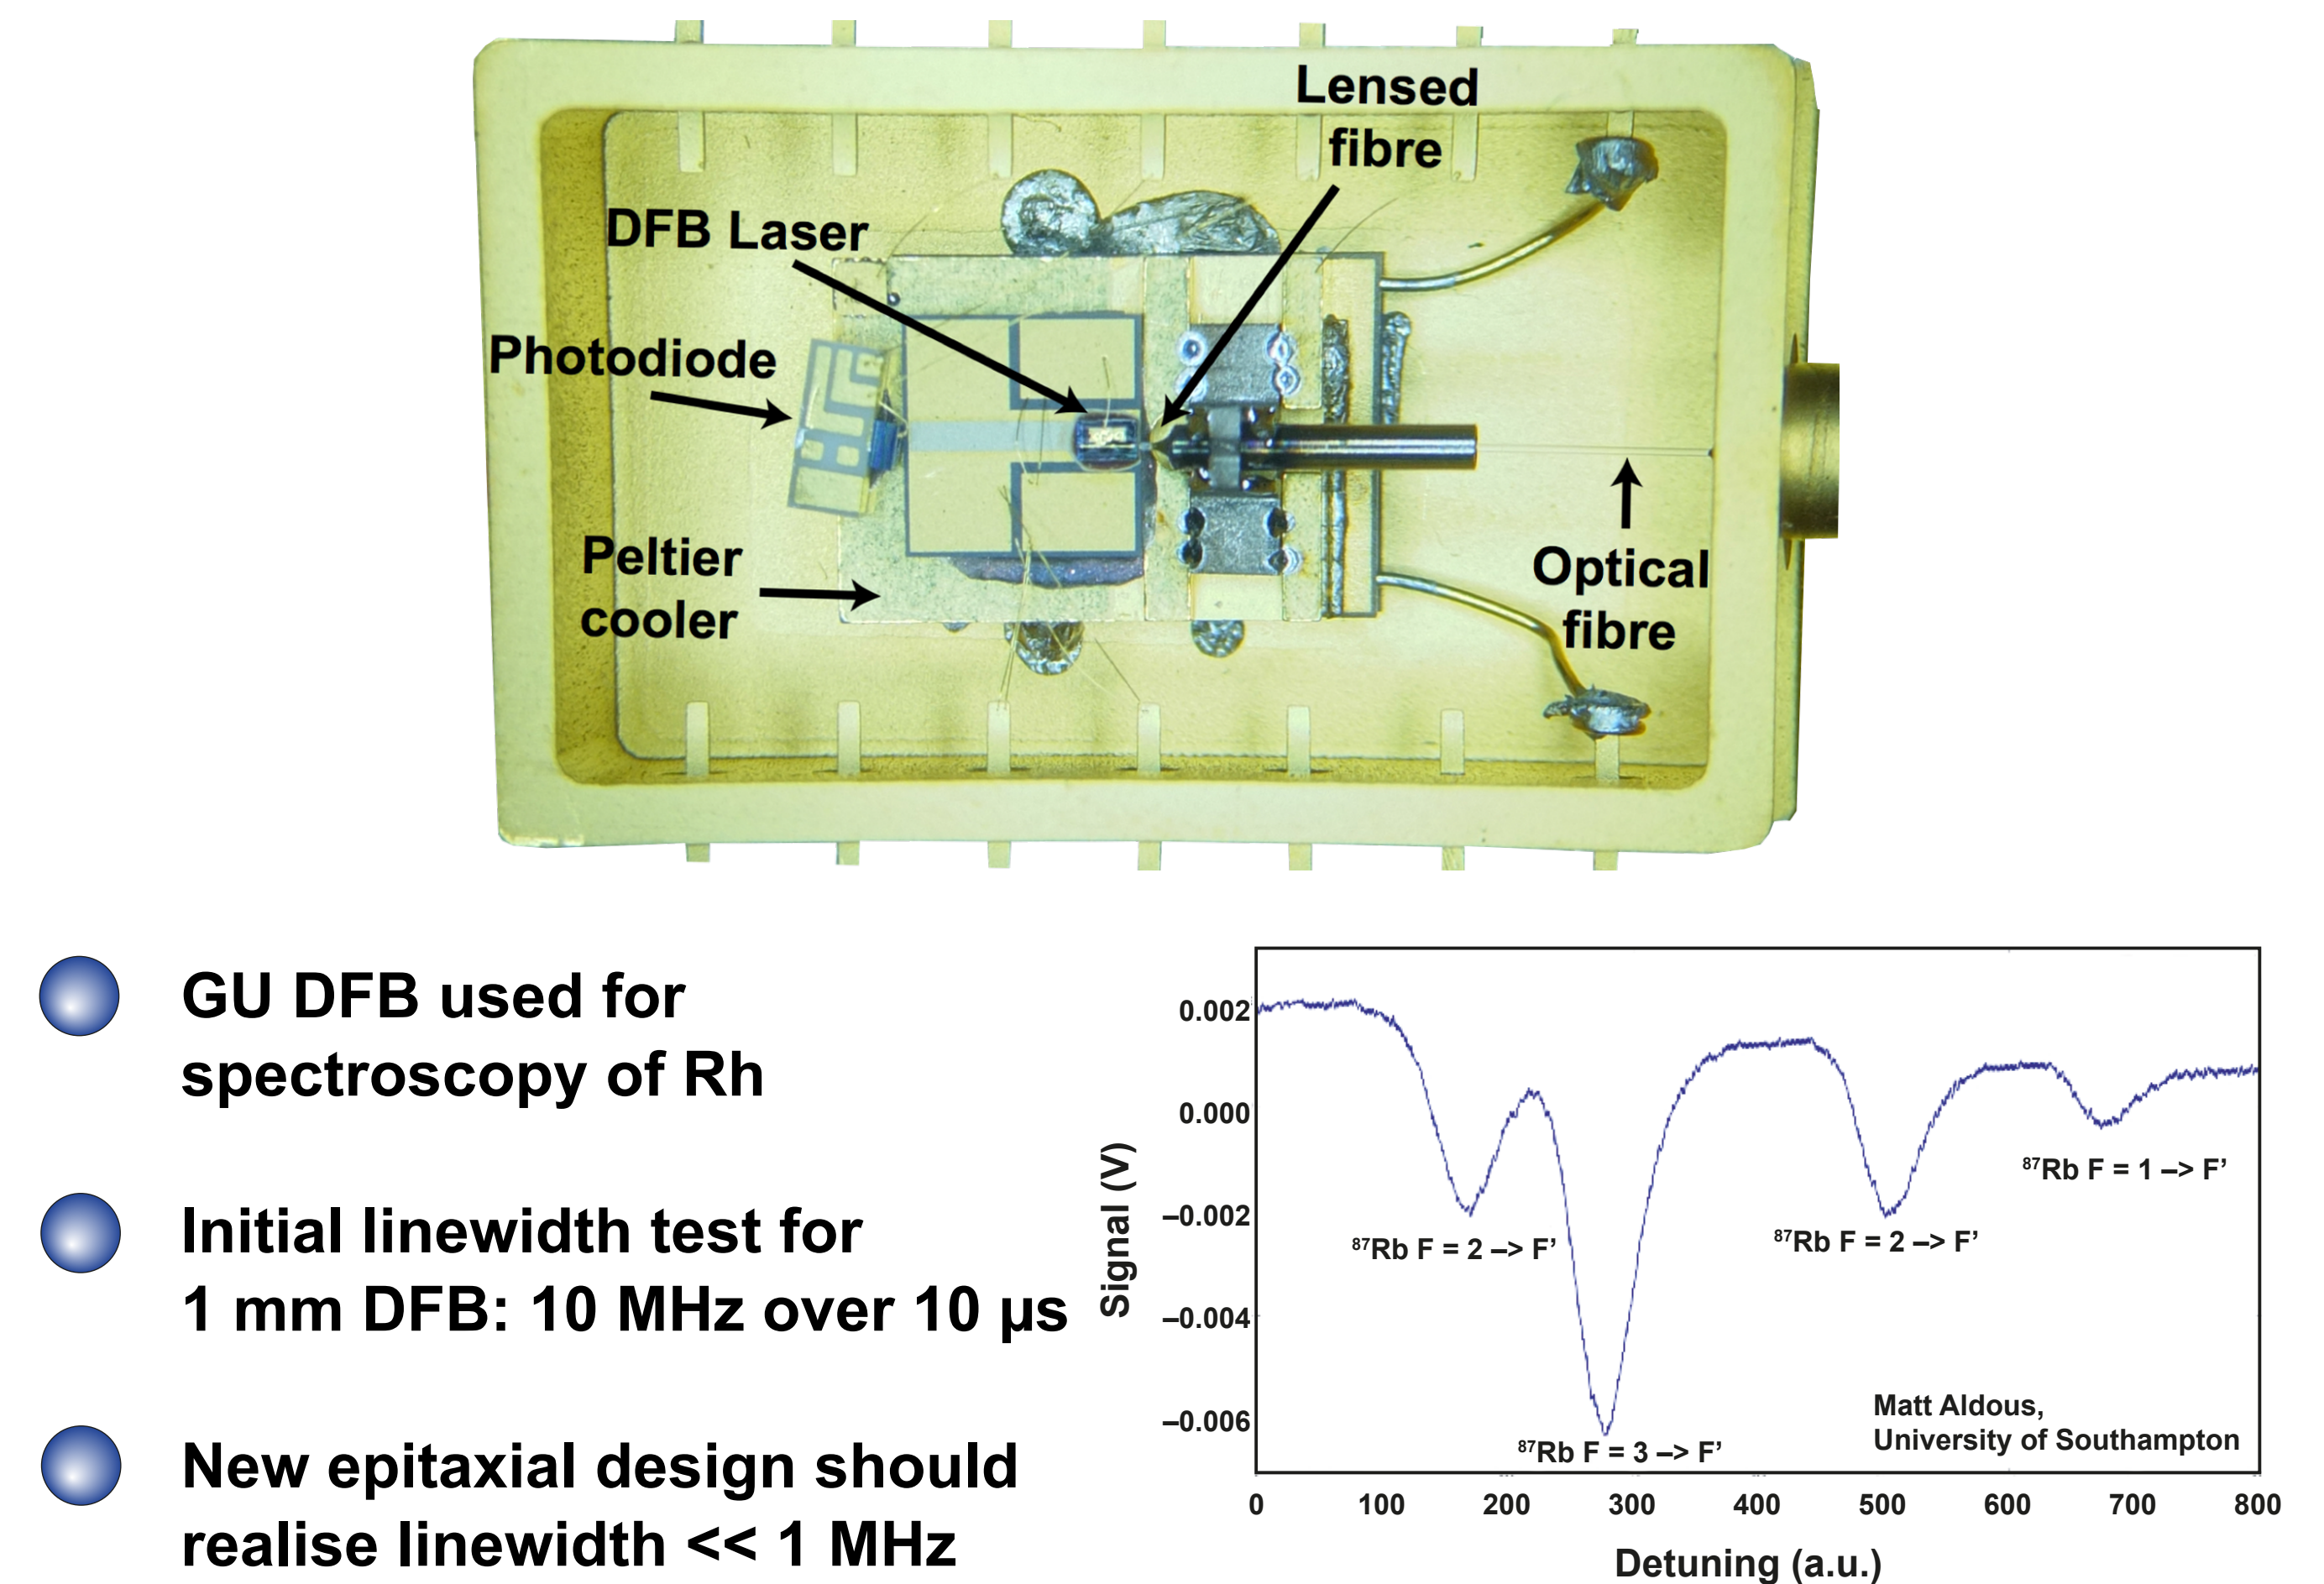 Lensed
fibre
DFB Laser
Photodiode
Peltier
cooler
Optical
fibre
GU DFB used for
spectroscopy of Rh
Initial linewidth test for
1 mm DFB: 10 MHz over 10 µs
New epitaxial design should
realise linewidth << 1 MHz
0.002
0.000
–0.002
–0.004
–0.006
Signal (V)
⁸⁷Rb F = 2 –> F’
⁸⁷Rb F = 3 –> F’
⁸⁷Rb F = 2 –> F’
⁸⁷Rb F = 1 –> F’
Matt Aldous,
University of Southampton
0 100 200 300 400 500 600 700 800
Detuning (a.u.)